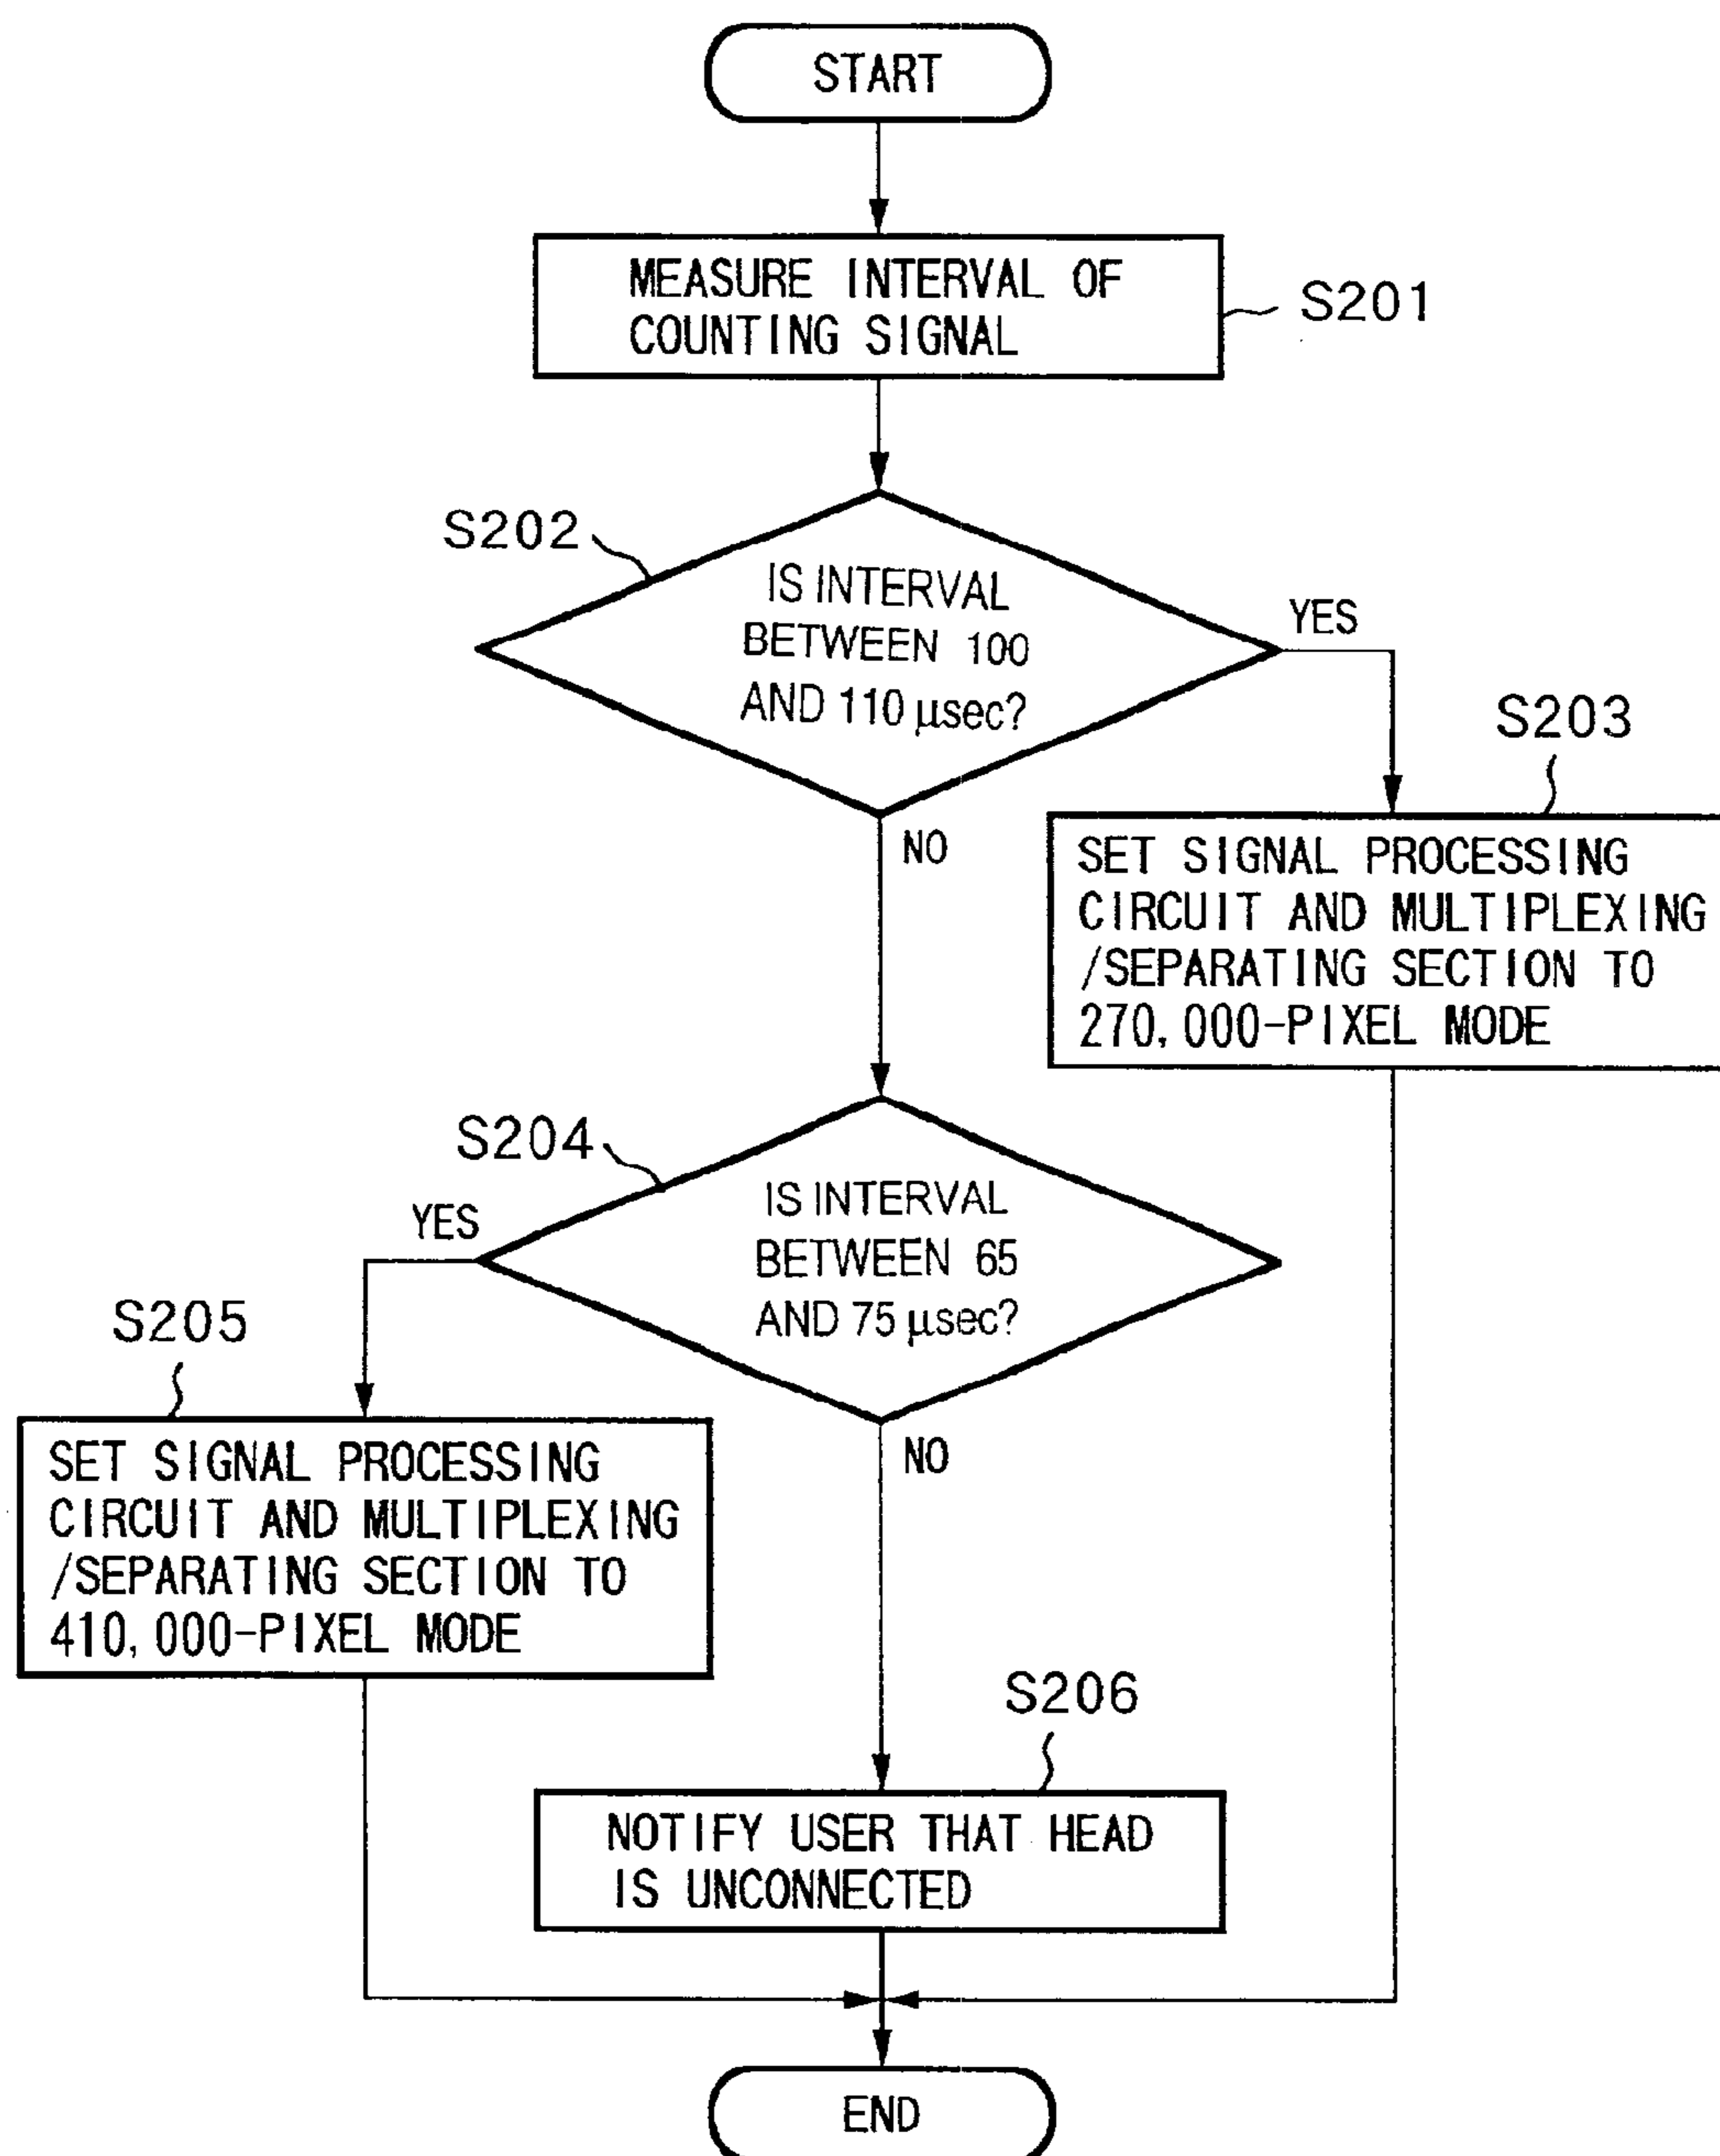 START
MEASURE INTERVAL OF
COUNTING SIGNAL
S201
S202
IS INTERVAL
BETWEEN 100
AND 110 μsec?
YES
NO
S203
SET SIGNAL PROCESSING
CIRCUIT AND MULTIPLEXING
/SEPARATING SECTION TO
270,000-PIXEL MODE
S204
IS INTERVAL
BETWEEN 65
AND 75 μsec?
YES
NO
S205
SET SIGNAL PROCESSING
CIRCUIT AND MULTIPLEXING
/SEPARATING SECTION TO
410,000-PIXEL MODE
S206
NOTIFY USER THAT HEAD
IS UNCONNECTED
END